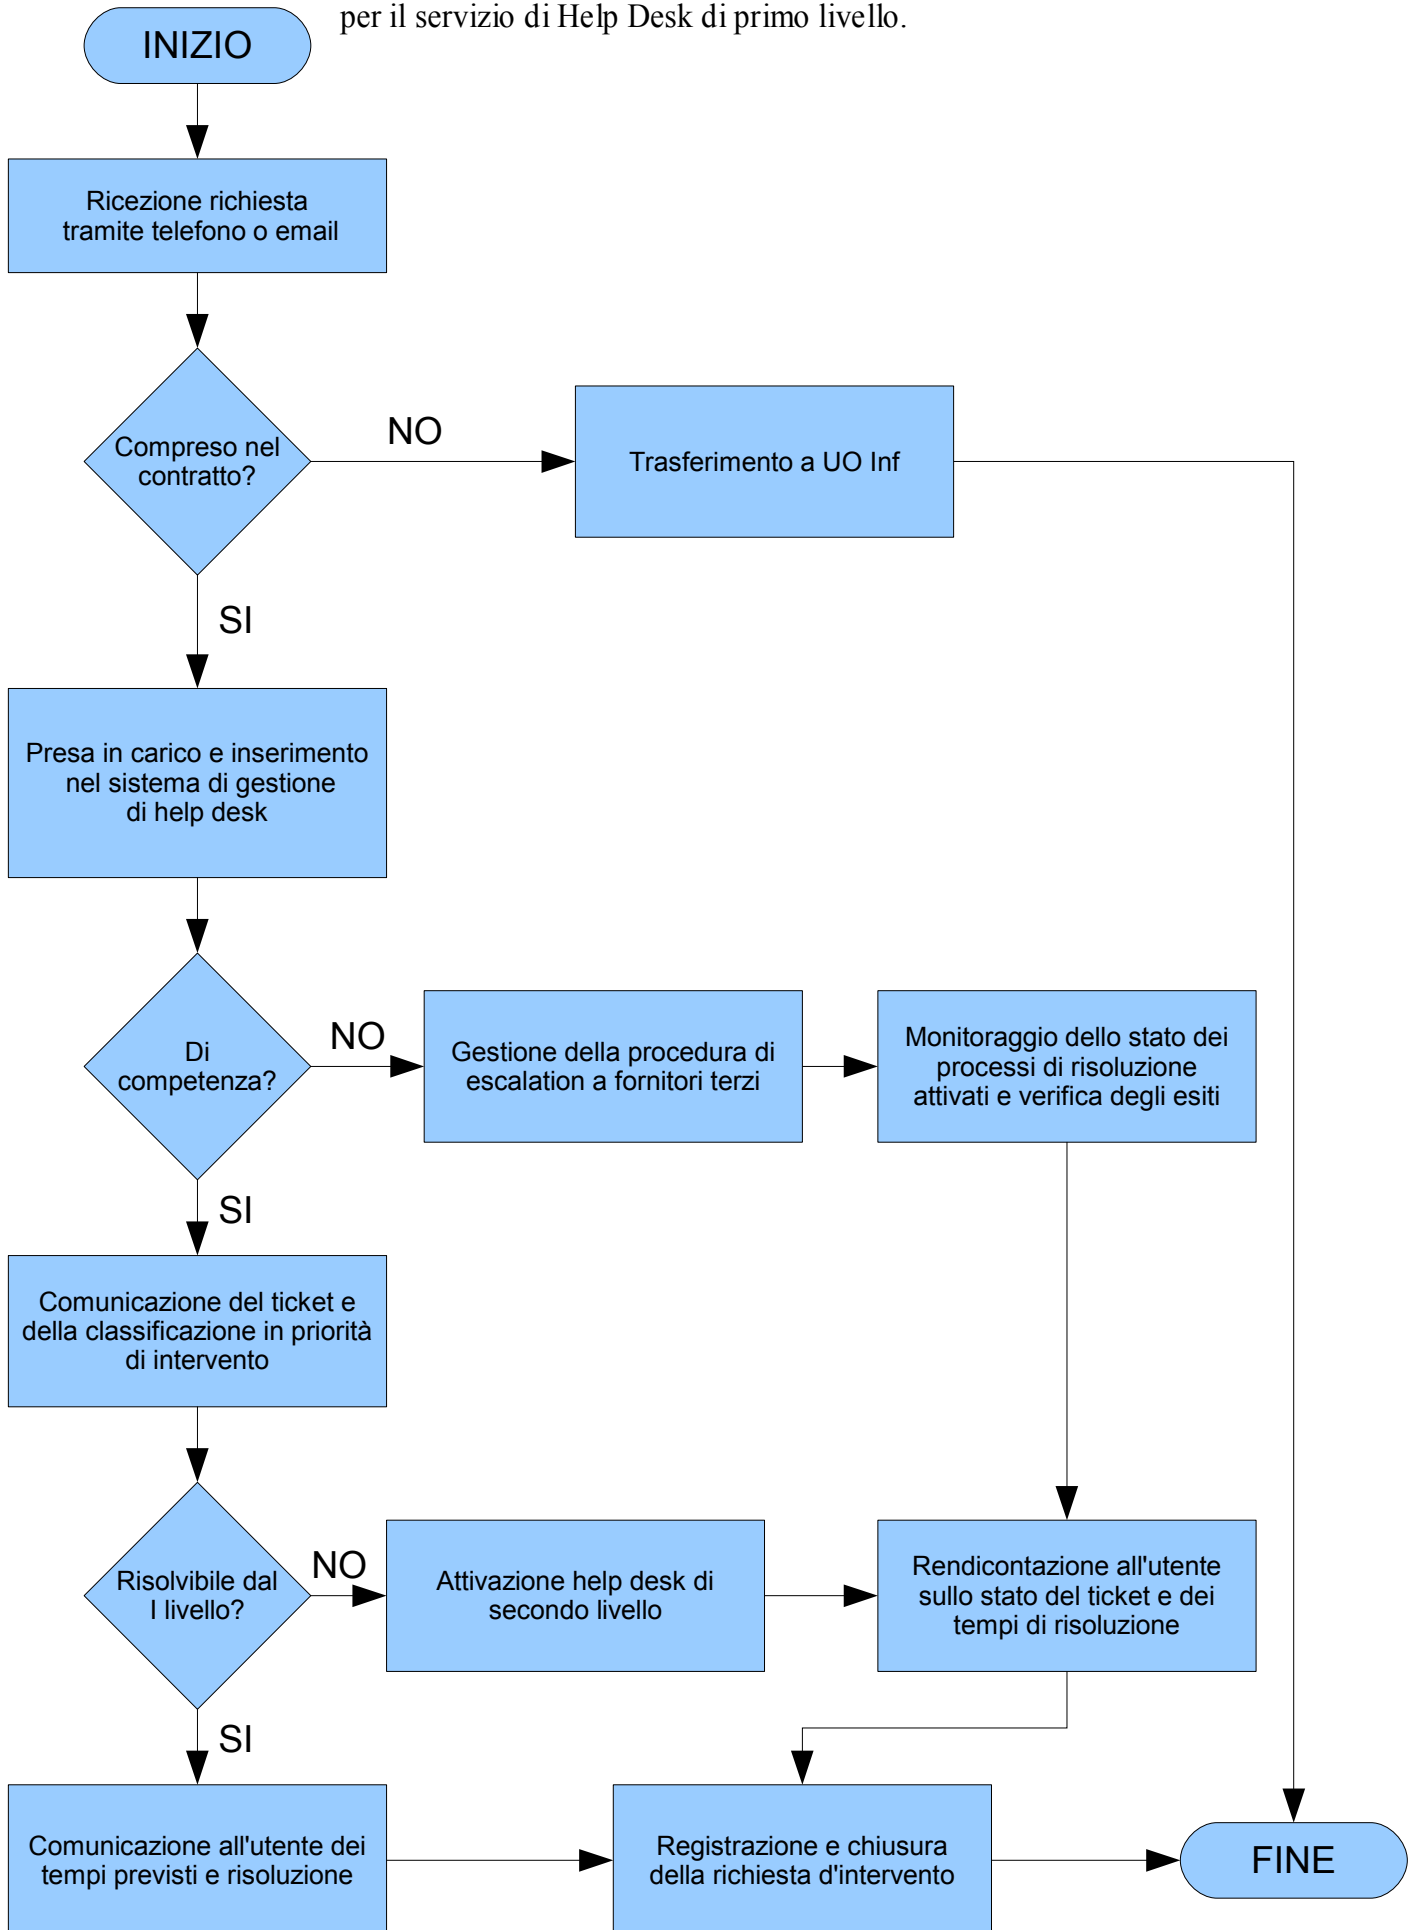 per il servizio di Help Desk di primo livello.
INIZIO
Ricezione richiesta
tramite telefono o email
Compreso nel
contratto?
NO
Trasferimento a UO Inf
SI
Presa in carico e inserimento
nel sistema di gestione
di help desk
Di
competenza?
NO
Gestione della procedura di
escalation a fornitori terzi
Monitoraggio dello stato dei
processi di risoluzione
attivati e verifica degli esiti
SI
Comunicazione del ticket e
della classificazione in priorità
di intervento
Risolvibile dal
I livello?
NO
Attivazione help desk di
secondo livello
Rendicontazione all'utente
sullo stato del ticket e dei
tempi di risoluzione
SI
Comunicazione all'utente dei
tempi previsti e risoluzione
Registrazione e chiusura
della richiesta d'intervento
FINE